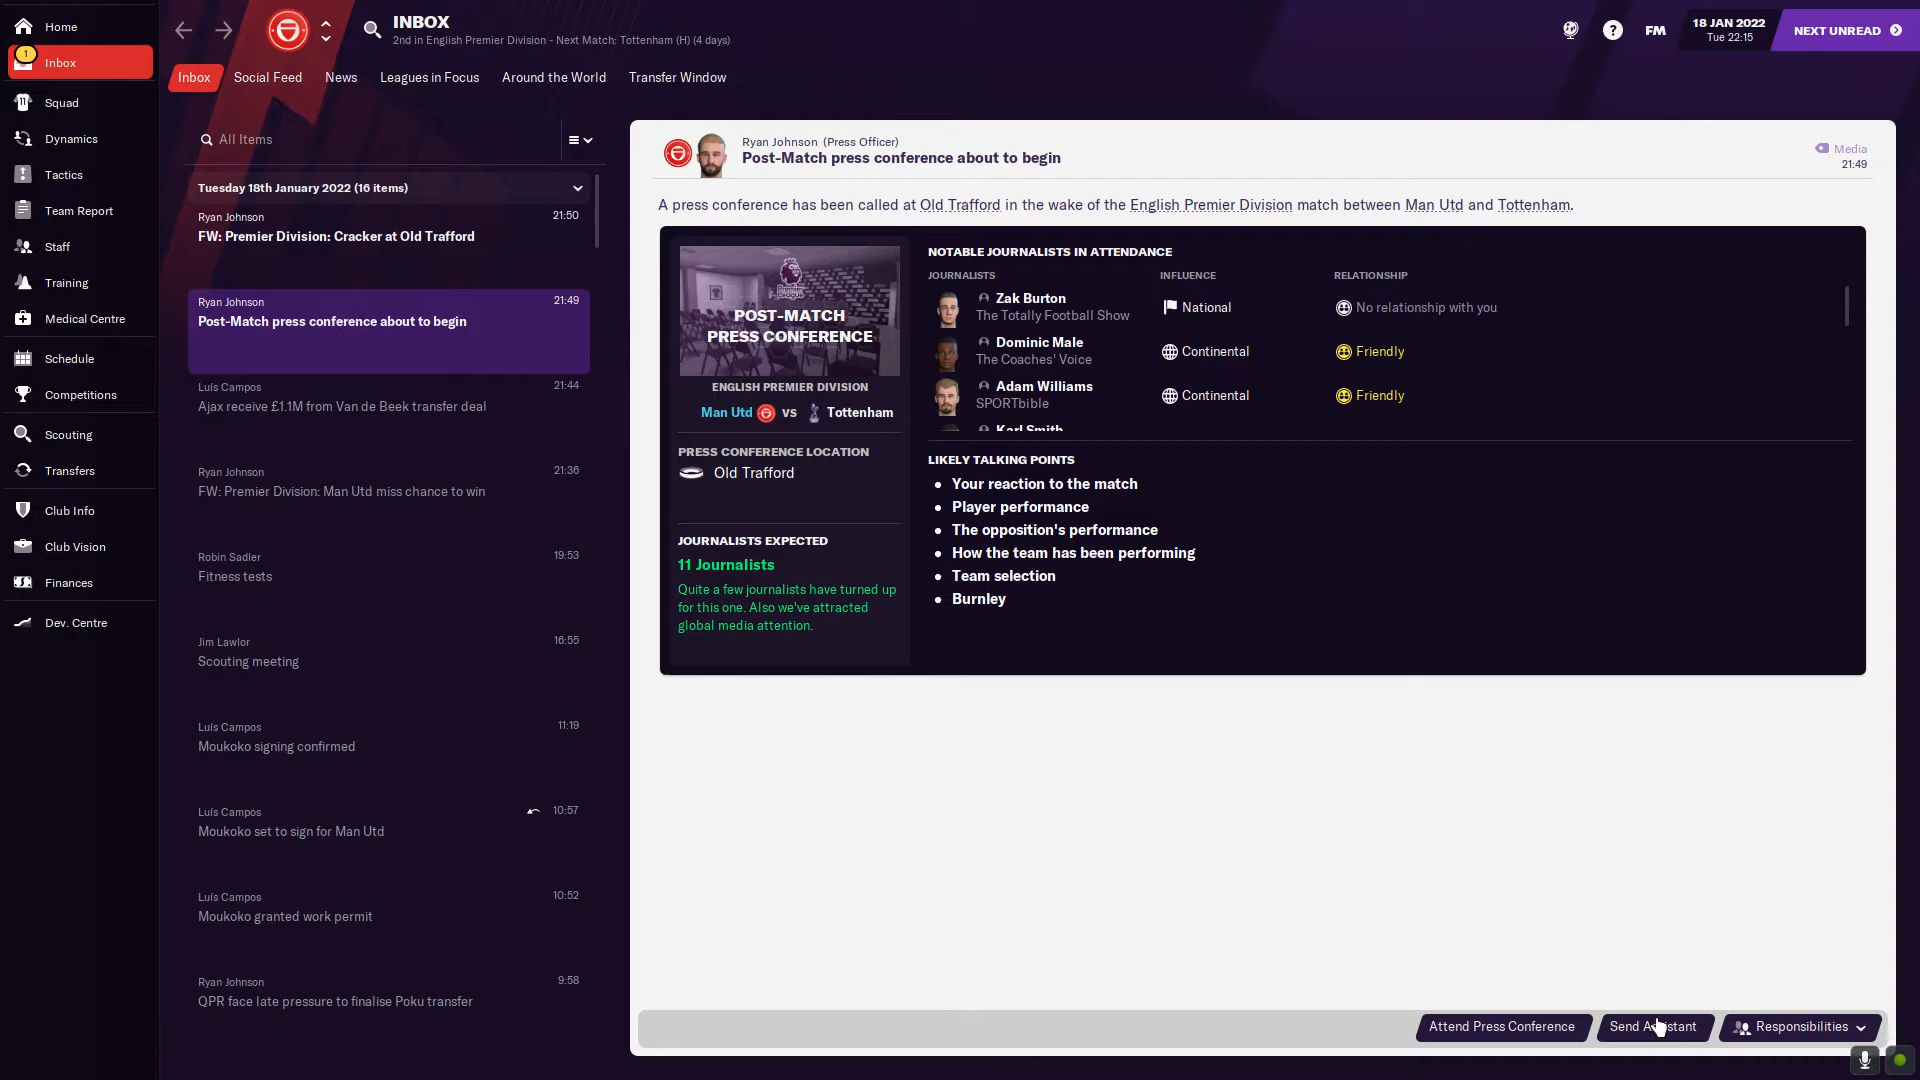 Home
1
Inbox
Squad
Dynamics
Tactics
Team Report
Staff
Training
Medical Centre
Schedule
Competitions
Scouting
Transfers
Club Info
Club Vision
Finances
Dev. Centre
INBOX
2nd in English Premier Division - Next Match: Tottenham (H) (4 days)
FM
18 JAN 2022
Tue 22:15
NEXT UNREAD
Inbox
Social Feed
News
Leagues in Focus
Around the World
Transfer Window
All Items
Tuesday 18th January 2022 (16 items)
Ryan Johnson 21:50
FW: Premier Division: Cracker at Old Trafford
Ryan Johnson 21:49
Post-Match press conference about to begin
Luís Campos 21:44
Ajax receive £1.1M from Van de Beek transfer deal
Ryan Johnson 21:36
FW: Premier Division: Man Utd miss chance to win
Robin Sadler 19:53
Fitness tests
Jim Lawlor 16:55
Scouting meeting
Luís Campos 11:19
Moukoko signing confirmed
Luís Campos 10:57
Moukoko set to sign for Man Utd
Luís Campos 10:52
Moukoko granted work permit
Ryan Johnson 9:58
QPR face late pressure to finalise Poku transfer
Ryan Johnson (Press Officer)
Post-Match press conference about to begin
Media
21:49
A press conference has been called at Old Trafford in the wake of the English Premier Division match between Man Utd and Tottenham.
POST-MATCH
PRESS CONFERENCE
ENGLISH PREMIER DIVISION
Man Utd vs Tottenham
PRESS CONFERENCE LOCATION
Old Trafford
JOURNALISTS EXPECTED
11 Journalists
Quite a few journalists have turned up
for this one. Also we've attracted
global media attention.
NOTABLE JOURNALISTS IN ATTENDANCE
JOURNALISTS INFLUENCE RELATIONSHIP
Zak Burton
The Totally Football Show
National
No relationship with you
Dominic Male
The Coaches' Voice
Continental
Friendly
Adam Williams
SPORTbible
Continental
Friendly
Karl Smith
LIKELY TALKING POINTS
Your reaction to the match
Player performance
The opposition's performance
How the team has been performing
Team selection
Burnley
Attend Press Conference
Send Assistant
Responsibilities